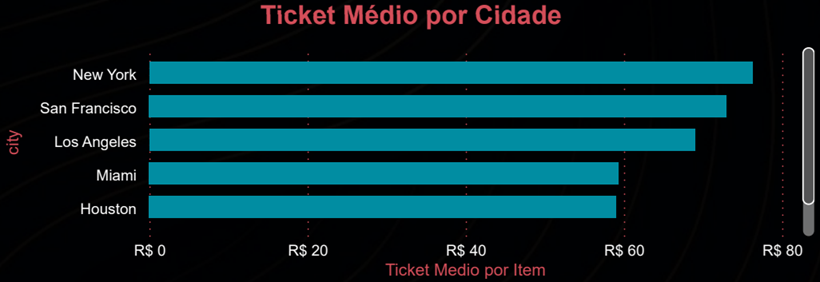 Ticket Médio por Cidade
city
New York
San Francisco
Los Angeles
Miami
Houston
R$ 0 R$ 20 R$ 40 R$ 60 R$ 80
Ticket Medio por Item